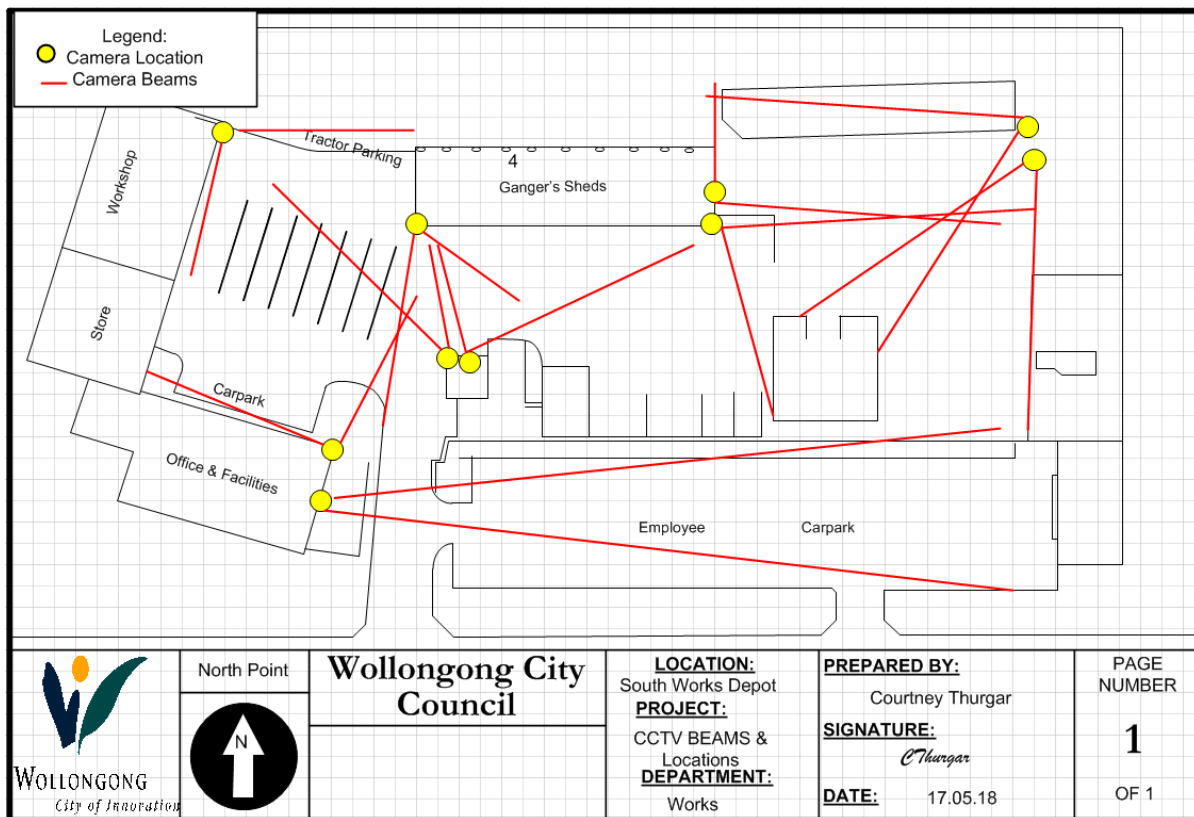 Legend:
Camera Location
Camera Beams
Workshop
Tractor Parking
4
Ganger's Sheds
Store
Carpark
Office & Facilities
Employee Carpark
North Point
N
Wollongong City
Council
LOCATION:
South Works Depot
PROJECT:
CCTV BEAMS &
Locations
DEPARTMENT:
Works
PREPARED BY:
Courtney Thurgar
SIGNATURE:
CThurgar
DATE: 17.05.18
PAGE
NUMBER
1
OF 1
WOLLONGONG
City of Innovation